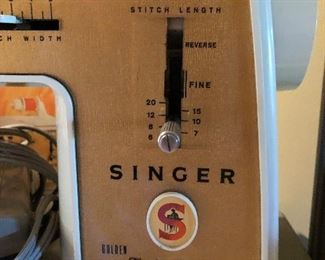 STITCH LENGTH
CH WIDTH
REVERSE
FINE
20 15
12 10
8 7
6
SINGER
S
GOLDEN